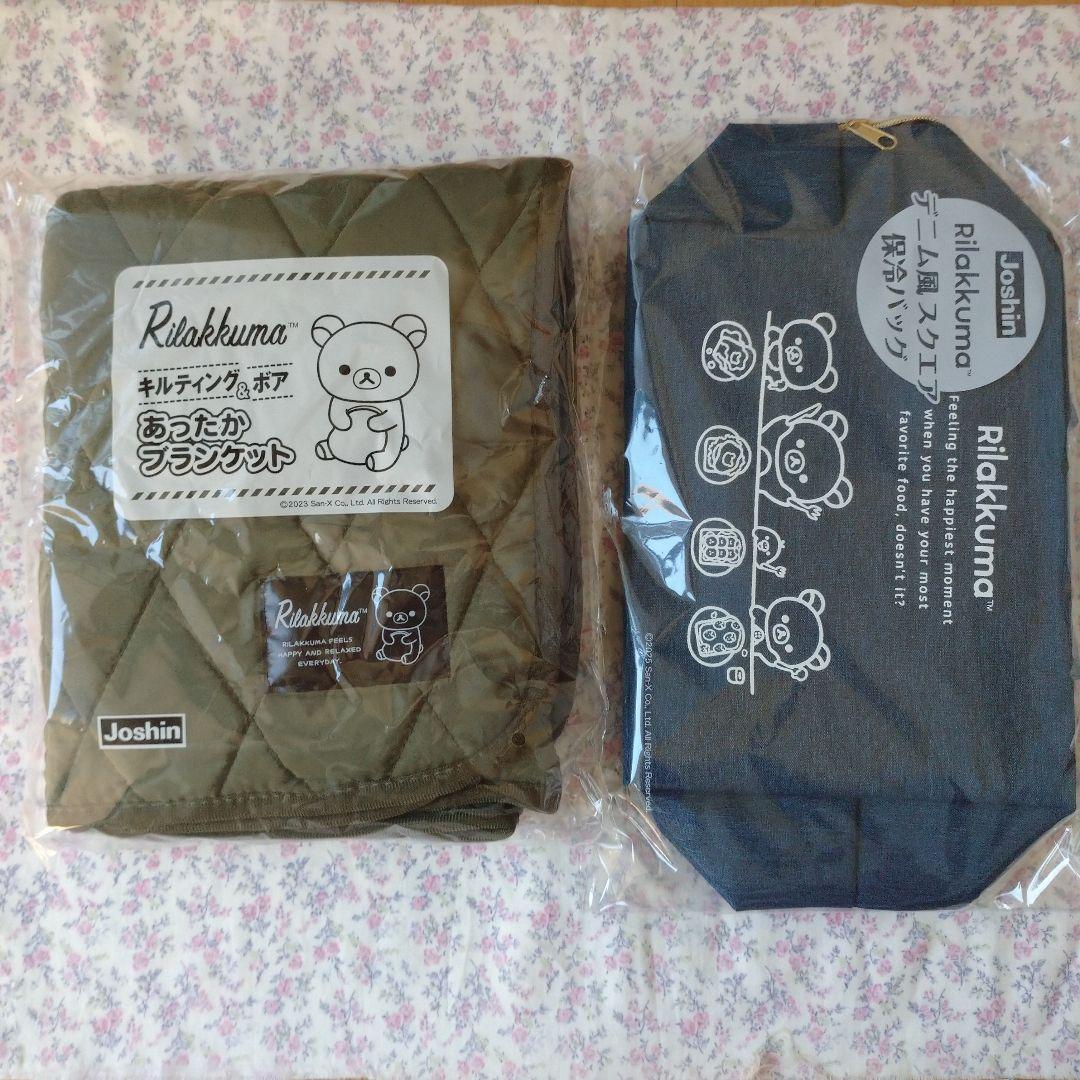 Rilakkuma™
キルティング&ボア
あったか
ブランケット
©2023 San-X Co., Ltd. All Rights Reserved.
Rilakkuma™
RILAKKUMA FEELS
HAPPY AND RELAXED
EVERYDAY.
Joshin
Joshin
Rilakkuma™
デニム風 スクエア
保冷バッグ
Rilakkuma™
Feeling the happiest moment
when you have your most
favorite food, doesn't it?
©2025 San-X Co., Ltd. All Rights Reserved.